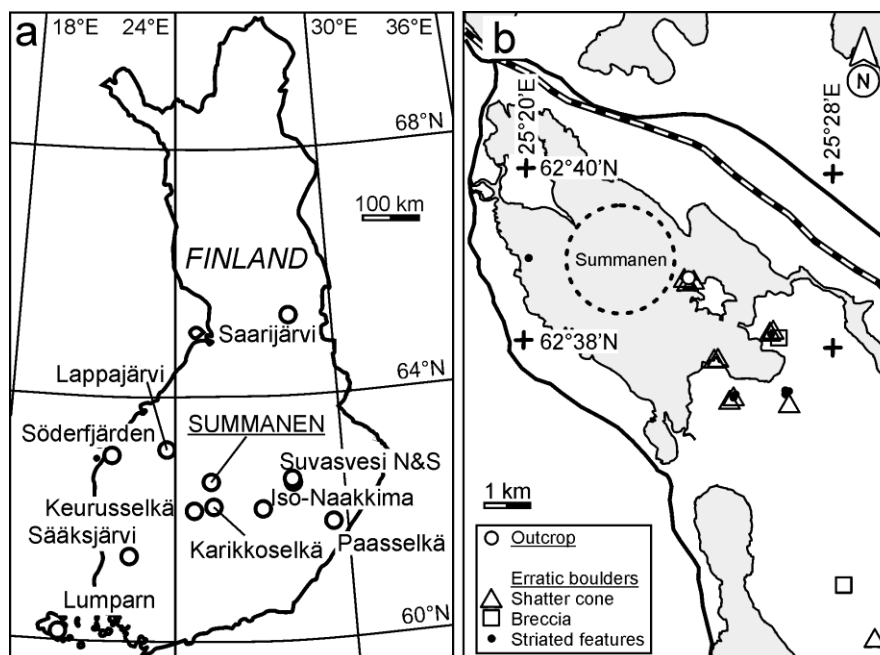 a
18°E
24°E
30°E
36°E
68°N
100 km
FINLAND
Saarijärvi
64°N
Lappajärvi
Söderfjärden
SUMMANEN
Suvasvesi N&S
Keurusselkä
Iso-Naakkima
Sääksjärvi
Karikkoselkä
Paasselkä
Lumparn
60°N
b
N
25°20'E
25°28'E
62°40'N
Summanen
62°38'N
1 km
Outcrop
Erratic boulders
Shatter cone
Breccia
Striated features